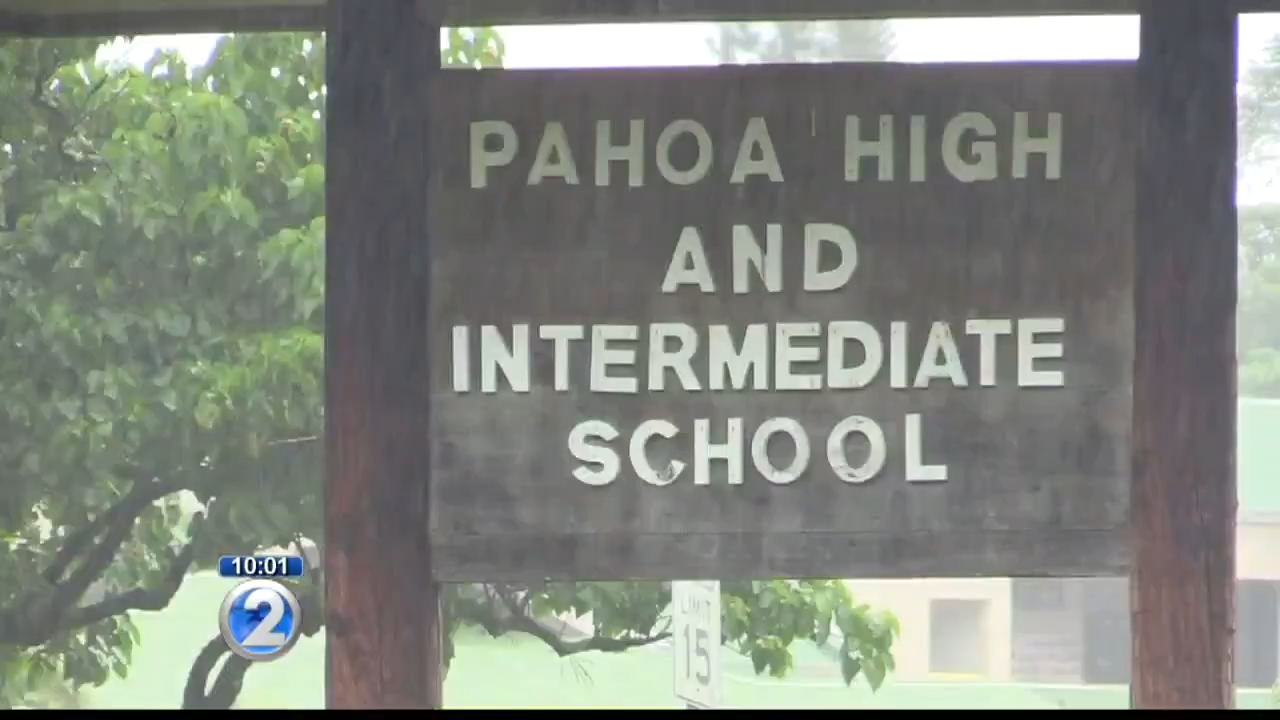 PAHOA HIGH
AND
INTERMEDIATE
SCHOOL
10:01
2
LIMIT
15